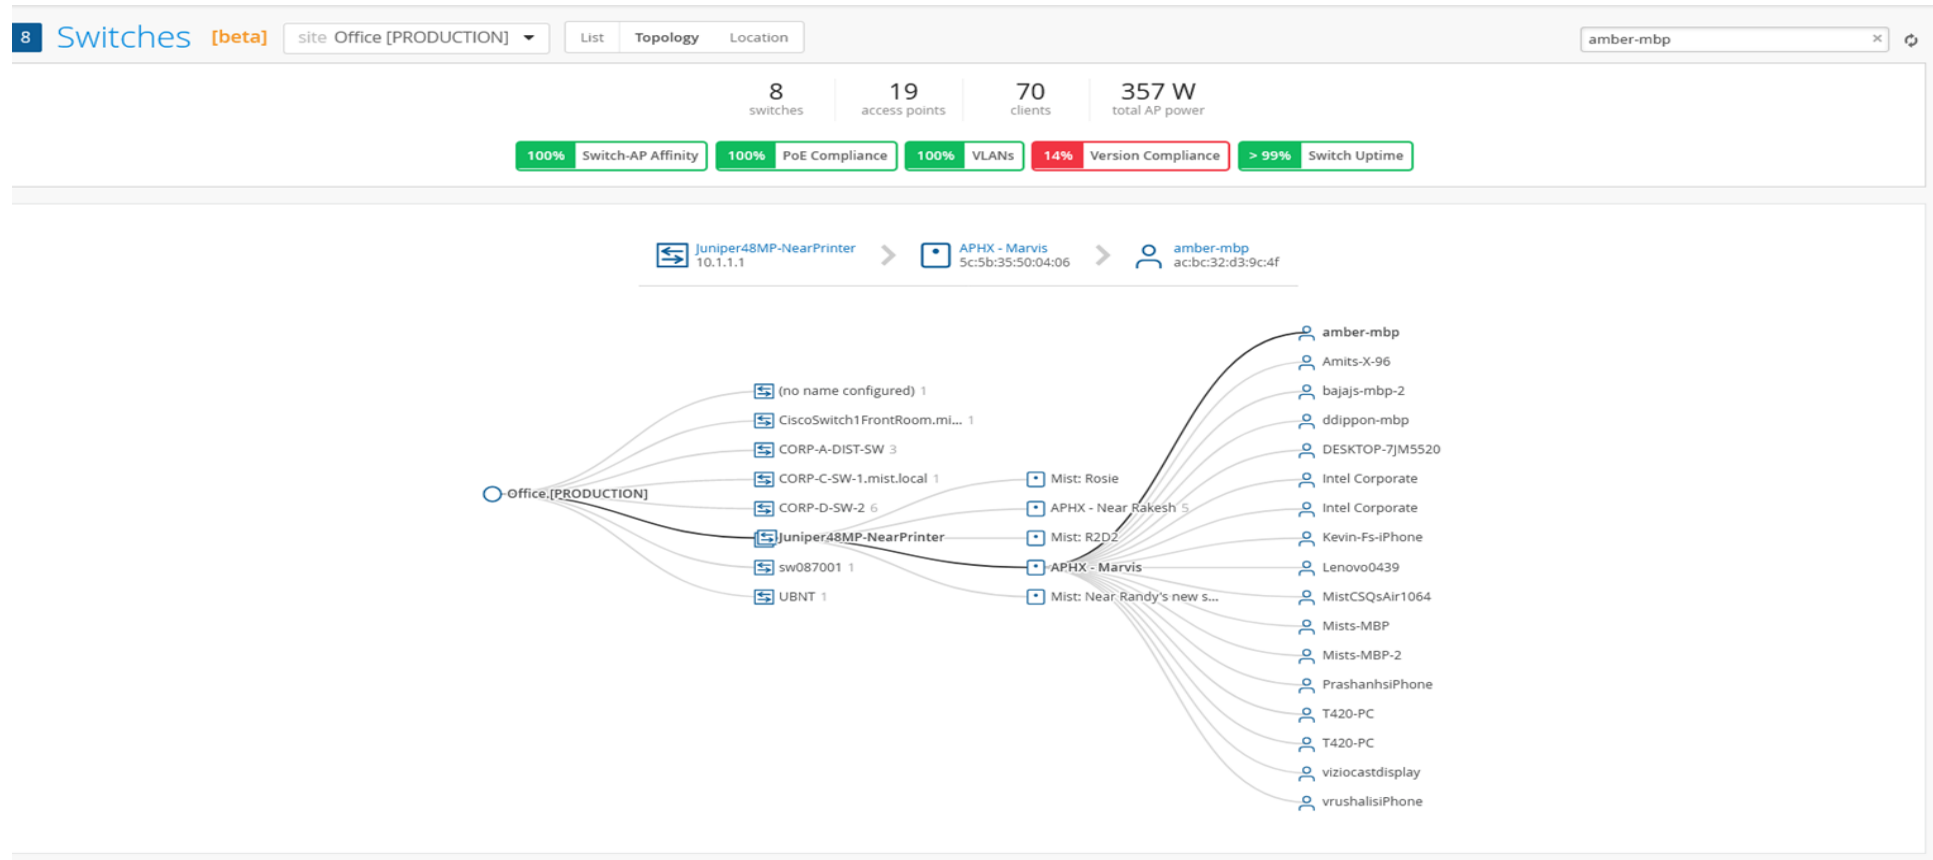 8 Switches [beta] site Office [PRODUCTION] List Topology Location amber-mbp
8 19 70 357 W
switches access points clients total AP power
100% Switch-AP Affinity 100% PoE Compliance 100% VLANs 14% Version Compliance > 99% Switch Uptime
Juniper48MP-NearPrinter APHX - Marvis amber-mbp
10.1.1.1 5c:5b:35:50:04:06 ac:bc:32:d3:9c:4f
Office [PRODUCTION]
(no name configured) 1
CiscoSwitch1FrontRoom.mi... 1
CORP-A-DIST-SW 3
CORP-C-SW-1.mist.local 1
CORP-D-SW-2 6
Juniper48MP-NearPrinter
sw087001 1
UBNT 1
Mist: Rosie
APHX - Near Rakesh 5
Mist: R2D2
APHX - Marvis
Mist: Near Randy's new s...
amber-mbp
Amits-X-96
bajajs-mbp-2
ddippon-mbp
DESKTOP-7JM5520
Intel Corporate
Intel Corporate
Kevin-Fs-iPhone
Lenovo0439
MistCSQsAir1064
Mists-MBP
Mists-MBP-2
PrashanhsiPhone
T420-PC
T420-PC
viziocastdisplay
vrushalisiPhone